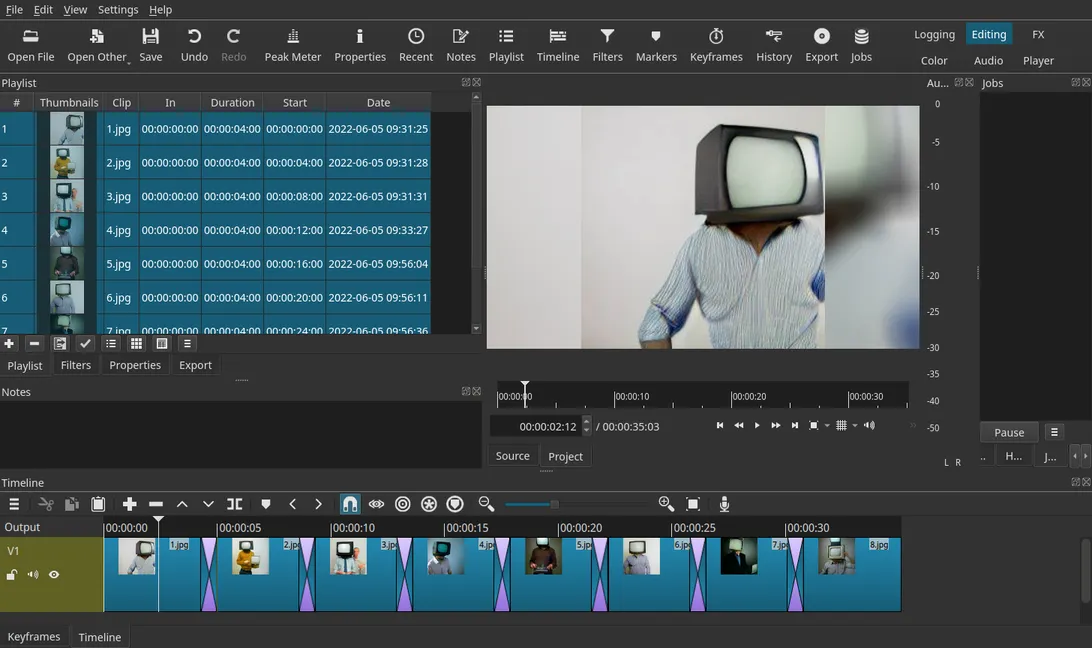 File Edit View Settings Help
Open File Open Other Save Undo Redo Peak Meter Properties Recent Notes Playlist Timeline Filters Markers Keyframes History Export Jobs
Logging Editing FX
Color Audio Player
Playlist
# Thumbnails Clip In Duration Start Date
1 1.jpg 00:00:00:00 00:00:04:00 00:00:00:00 2022-06-05 09:31:25
2 2.jpg 00:00:00:00 00:00:04:00 00:00:04:00 2022-06-05 09:31:28
3 3.jpg 00:00:00:00 00:00:04:00 00:00:08:00 2022-06-05 09:31:31
4 4.jpg 00:00:00:00 00:00:04:00 00:00:12:00 2022-06-05 09:33:27
5 5.jpg 00:00:00:00 00:00:04:00 00:00:16:00 2022-06-05 09:56:04
6 6.jpg 00:00:00:00 00:00:04:00 00:00:20:00 2022-06-05 09:56:11
7 7.jpg 00:00:00:00 00:00:04:00 00:00:24:00 2022-06-05 09:56:36
Playlist Filters Properties Export
Notes
00:00:00 00:00:10 00:00:20 00:00:30
00:00:02:12 / 00:00:35:03
Source Project
Au...
0
-5
-10
-15
-20
-25
-30
-35
-40
-50
L R
Jobs
Pause
.. H... J...
Timeline
Output 00:00:00 00:00:05 00:00:10 00:00:15 00:00:20 00:00:25 00:00:30
V1 1.jpg 2.jpg 3.jpg 4.jpg 5.jpg 6.jpg 7.jpg 8.jpg
Keyframes Timeline